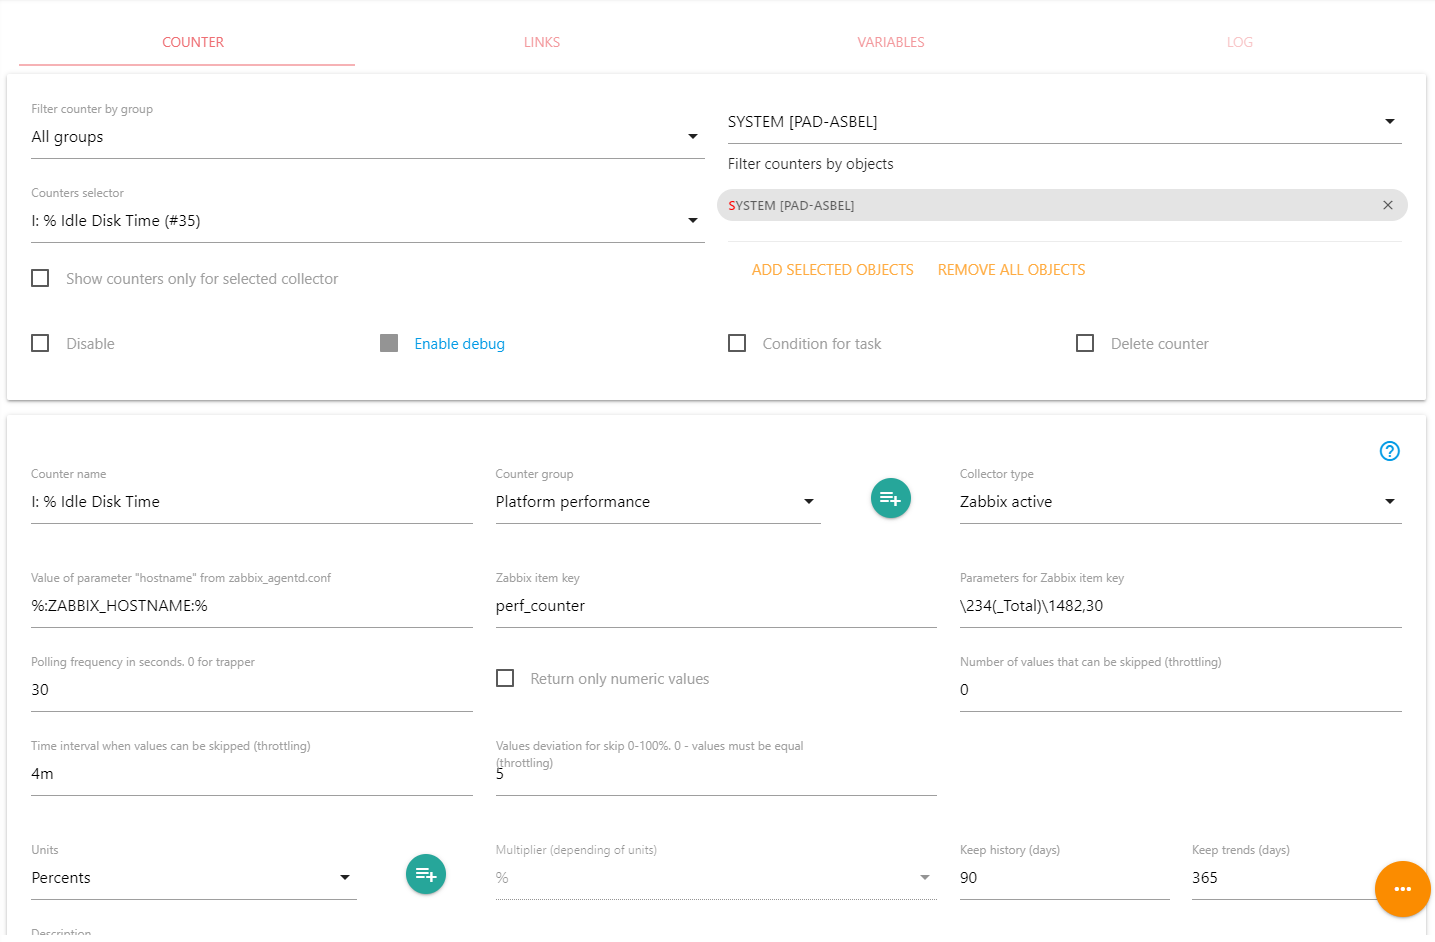 COUNTER
LINKS
VARIABLES
LOG
Filter counter by group
All groups
SYSTEM [PAD-ASBEL]
Filter counters by objects
Counters selector
I: % Idle Disk Time (#35)
SYSTEM [PAD-ASBEL]
Show counters only for selected collector
ADD SELECTED OBJECTS
REMOVE ALL OBJECTS
Disable
Enable debug
Condition for task
Delete counter
Counter name
I: % Idle Disk Time
Counter group
Platform performance
Collector type
Zabbix active
Value of parameter "hostname" from zabbix_agentd.conf
%:ZABBIX_HOSTNAME:%
Zabbix item key
perf_counter
Parameters for Zabbix item key
\234(_Total)\1482,30
Polling frequency in seconds. 0 for trapper
30
Return only numeric values
Number of values that can be skipped (throttling)
0
Time interval when values can be skipped (throttling)
4m
Values deviation for skip 0-100%. 0 - values must be equal
(throttling)
5
Units
Percents
Multiplier (depending of units)
%
Keep history (days)
90
Keep trends (days)
365
Description